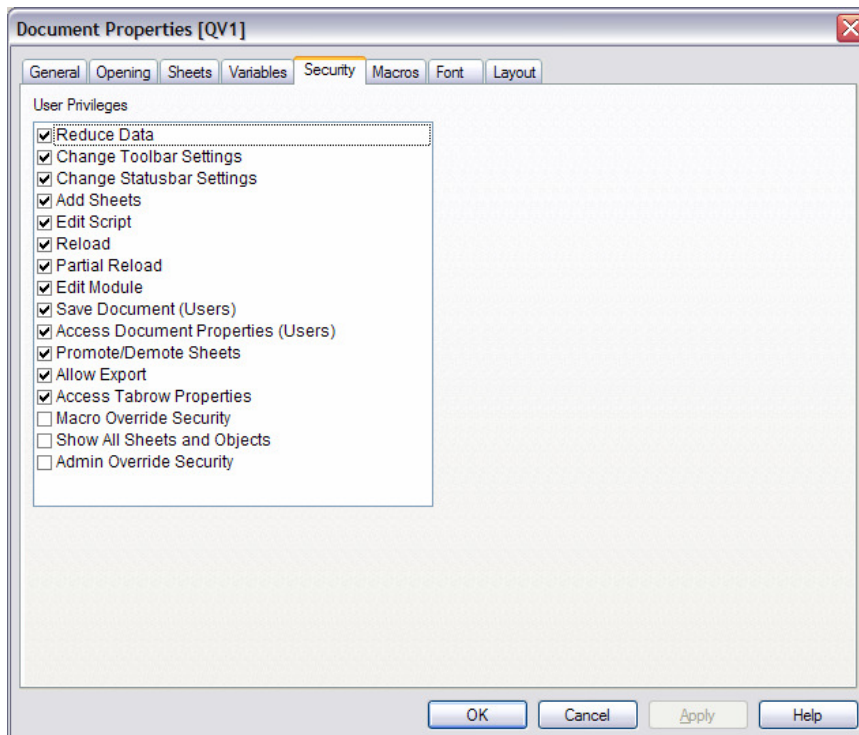 Document Properties [QV1]
General Opening Sheets Variables Security Macros Font Layout
User Privileges
Reduce Data
Change Toolbar Settings
Change Statusbar Settings
Add Sheets
Edit Script
Reload
Partial Reload
Edit Module
Save Document (Users)
Access Document Properties (Users)
Promote/Demote Sheets
Allow Export
Access Tabrow Properties
Macro Override Security
Show All Sheets and Objects
Admin Override Security
OK Cancel Apply Help